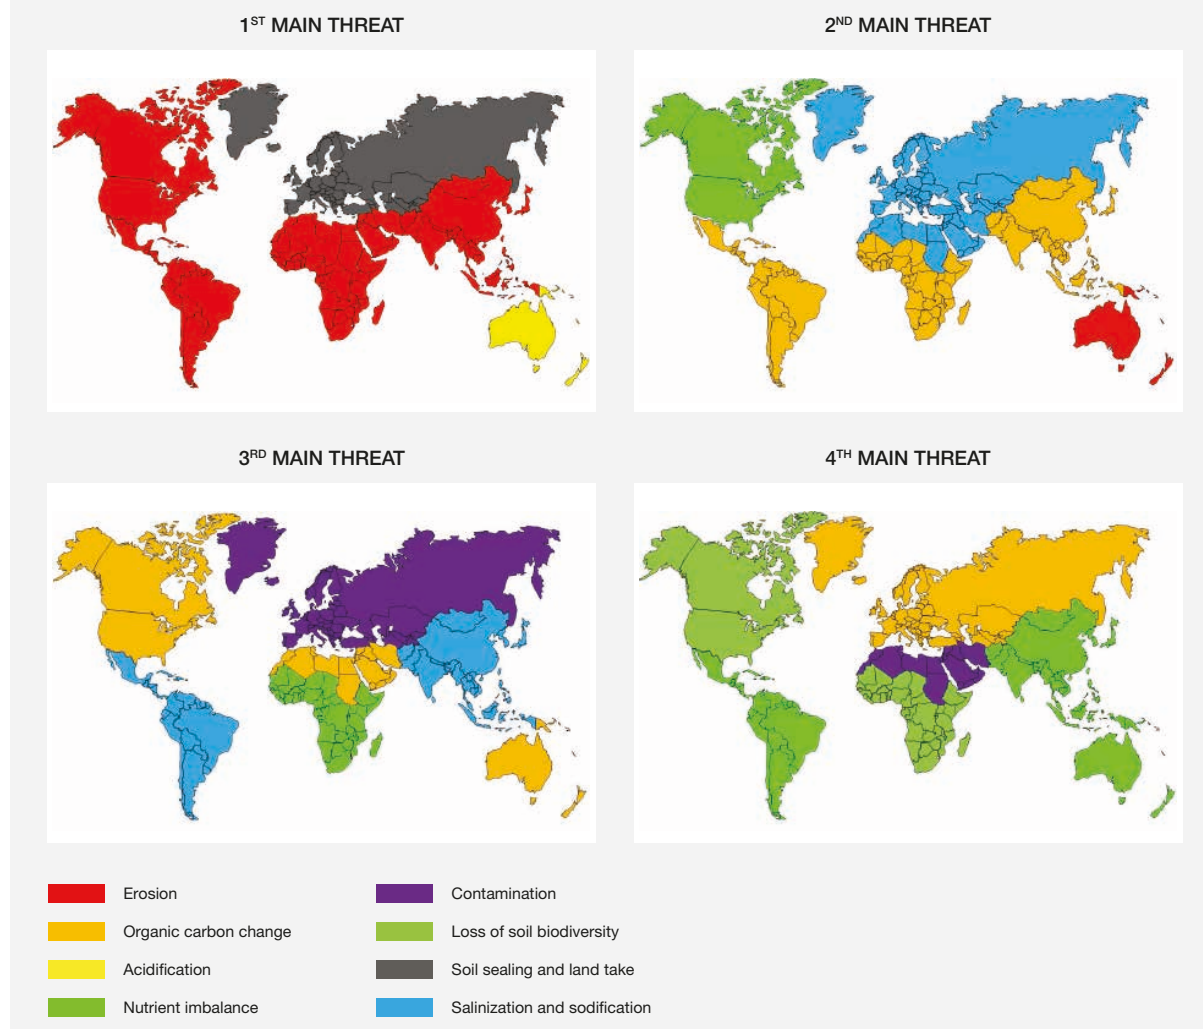 1ST MAIN THREAT
2ND MAIN THREAT
3RD MAIN THREAT
4TH MAIN THREAT
Erosion
Contamination
Organic carbon change
Loss of soil biodiversity
Acidification
Soil sealing and land take
Nutrient imbalance
Salinization and sodification